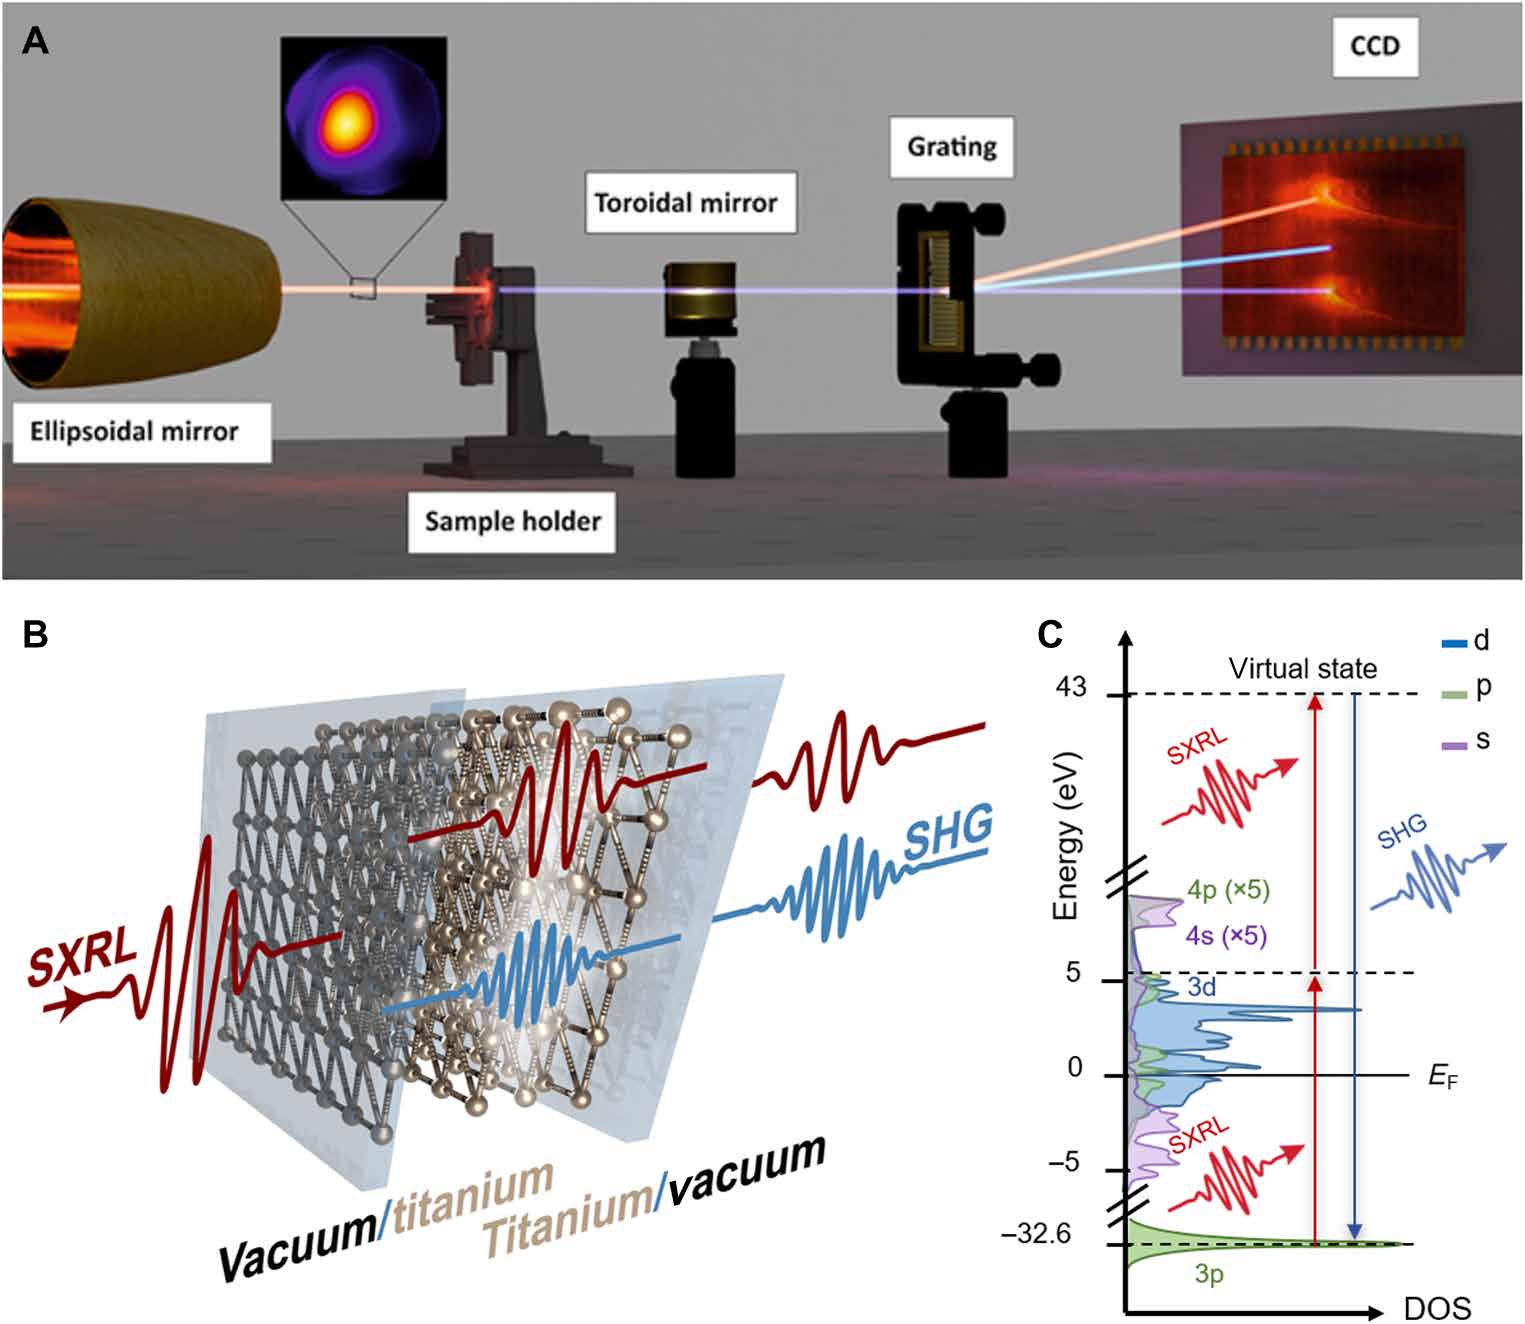 A
CCD
Grating
Toroidal mirror
Ellipsoidal mirror
Sample holder
B
SXRL
SHG
Vacuum/titanium
Titanium/vacuum
C
d
p
s
Virtual state
43
SXRL
SHG
Energy (eV)
4p (×5)
4s (×5)
5
3d
0
EF
–5
SXRL
–32.6
3p
DOS